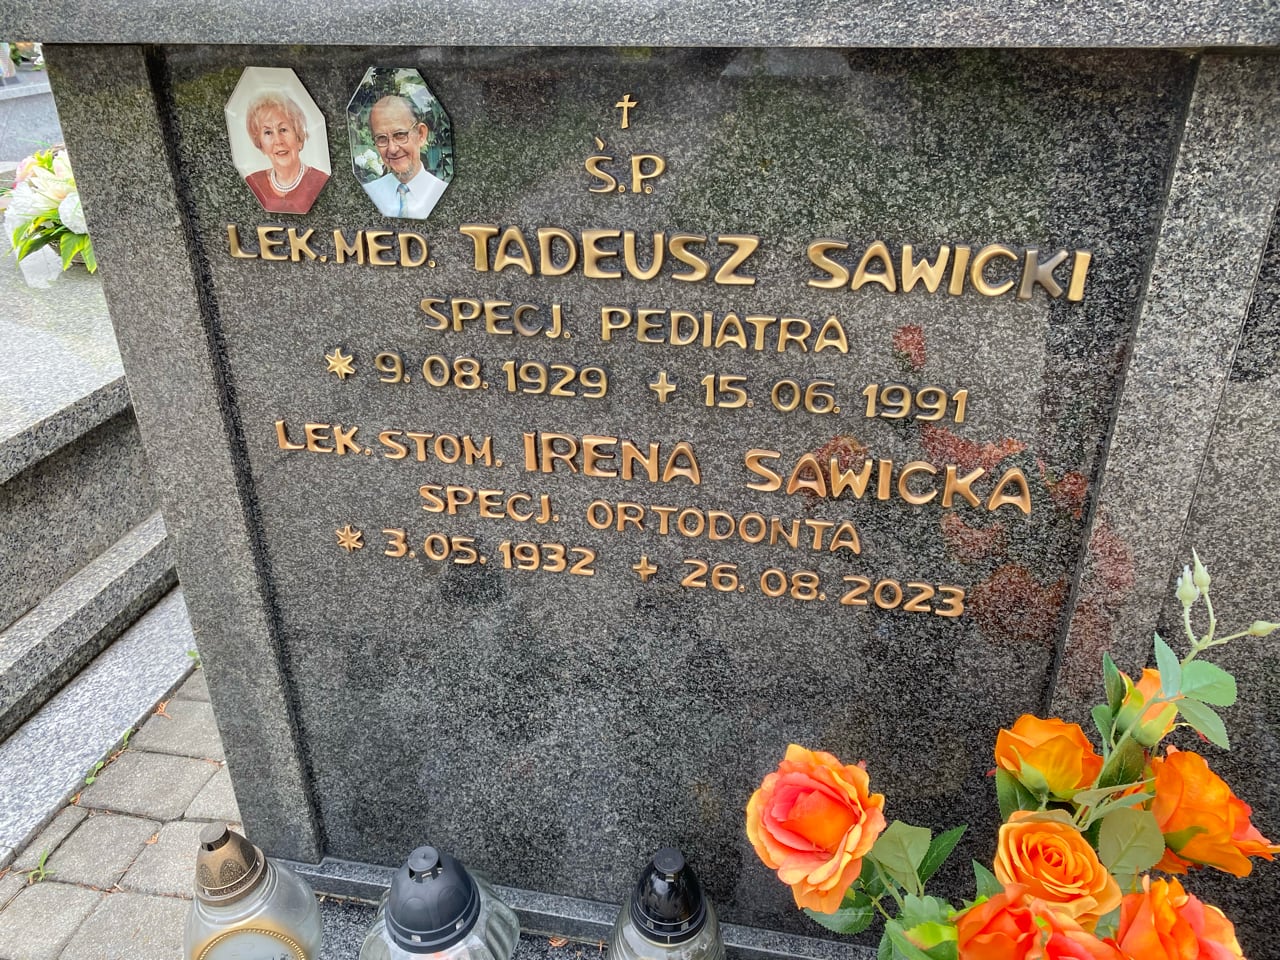 Ś.P.
LEK. MED. TADEUSZ SAWICKI
SPECJ. PEDIATRA
* 9. 08. 1929 + 15. 06. 1991
LEK. STOM. IRENA SAWICKA
SPECJ. ORTODONTA
* 3. 05. 1932 + 26. 08. 2023